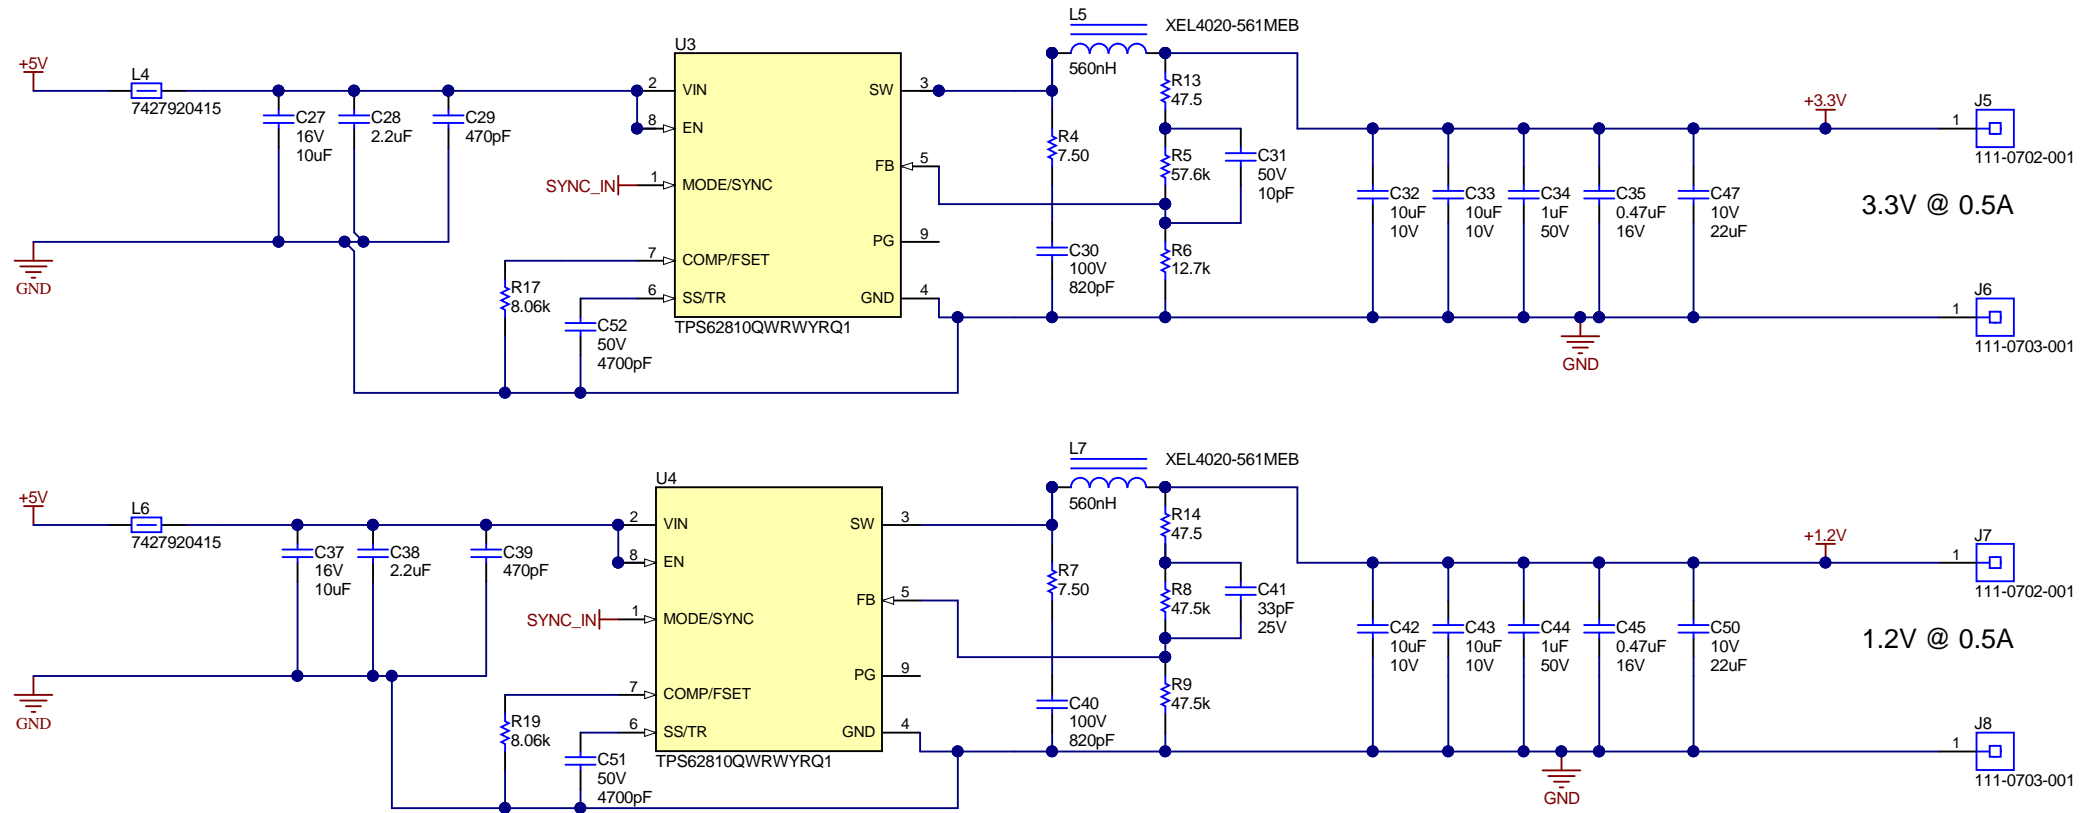 +5V
L4
7427920415
C27
16V
10uF
C28
2.2uF
C29
470pF
GND
U3
2
VIN
8
EN
SYNC_IN
1
MODE/SYNC
7
COMP/FSET
6
SS/TR
SW
3
FB
5
PG
9
GND
4
TPS62810QWRWYRQ1
R17
8.06k
C52
50V
4700pF
L5
XEL4020-561MEB
560nH
R4
7.50
C30
100V
820pF
R13
47.5
R5
57.6k
C31
50V
10pF
R6
12.7k
C32
10uF
10V
C33
10uF
10V
C34
1uF
50V
C35
0.47uF
16V
C47
10V
22uF
GND
+3.3V
J5
1
111-0702-001
3.3V @ 0.5A
J6
1
111-0703-001
+5V
L6
7427920415
C37
16V
10uF
C38
2.2uF
C39
470pF
GND
U4
2
VIN
8
EN
SYNC_IN
1
MODE/SYNC
7
COMP/FSET
6
SS/TR
SW
3
FB
5
PG
9
GND
4
TPS62810QWRWYRQ1
R19
8.06k
C51
50V
4700pF
L7
XEL4020-561MEB
560nH
R7
7.50
C40
100V
820pF
R14
47.5
R8
47.5k
C41
33pF
25V
R9
47.5k
C42
10uF
10V
C43
10uF
10V
C44
1uF
50V
C45
0.47uF
16V
C50
10V
22uF
GND
+1.2V
J7
1
111-0702-001
1.2V @ 0.5A
J8
1
111-0703-001